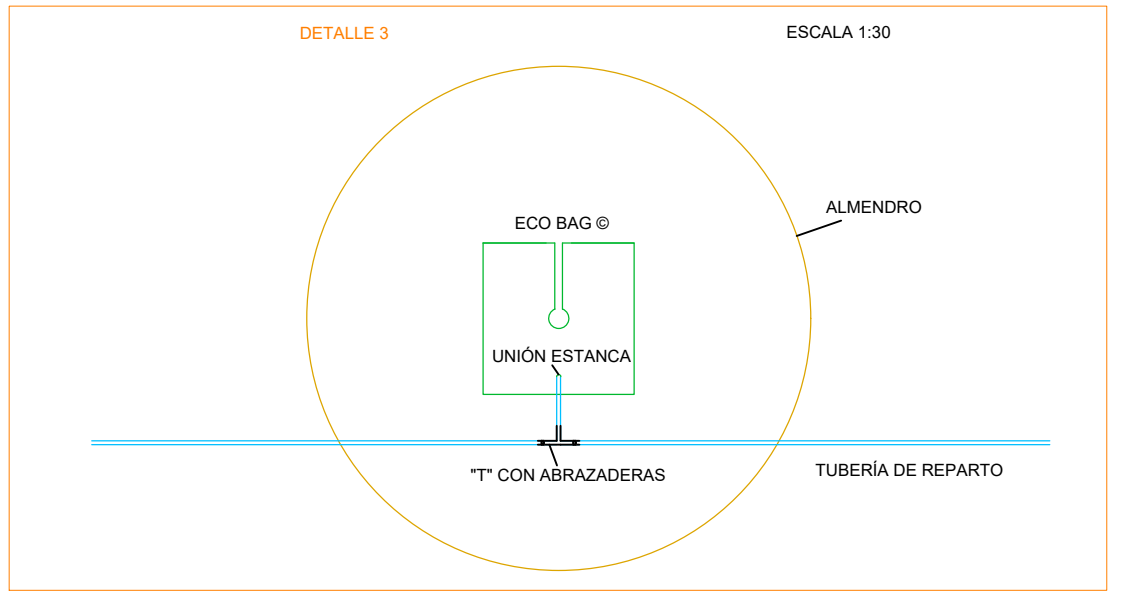 DETALLE 3
ESCALA 1:30
ALMENDRO
ECO BAG ©
UNIÓN ESTANCA
"T" CON ABRAZADERAS
TUBERÍA DE REPARTO